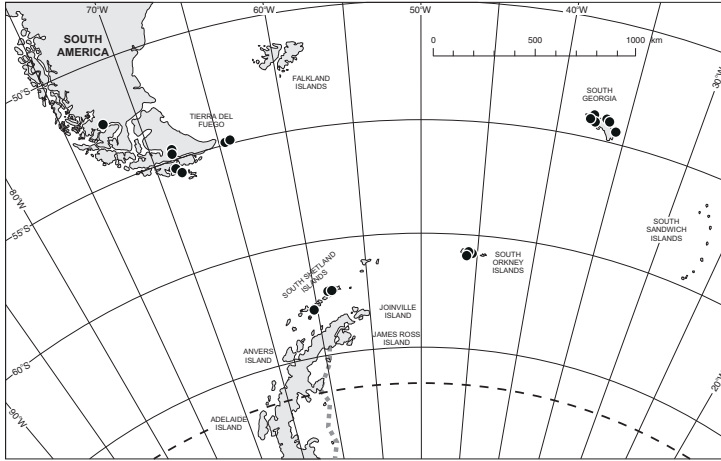 70°W
60°W
50°W
40°W
SOUTH
AMERICA
0
500
1000 km
30°W
FALKLAND
ISLANDS
SOUTH
GEORGIA
50°S
TIERRA DEL
FUEGO
80°W
55°S
SOUTH
SANDWICH
ISLANDS
SOUTH
ORKNEY
ISLANDS
SOUTH SHETLAND
ISLANDS
JOINVILLE
ISLAND
JAMES ROSS
ISLAND
ANVERS
ISLAND
60°S
20°W
90°W
ADELAIDE
ISLAND